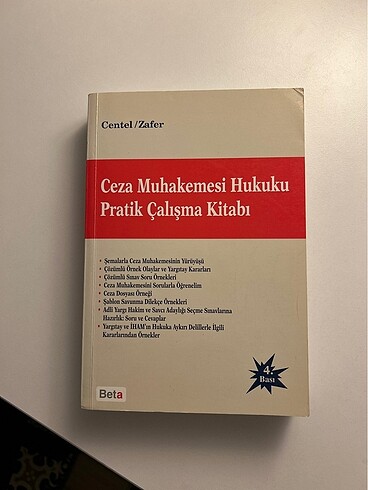 Centel/Zafer
Ceza Muhakemesi Hukuku
Pratik Çalışma Kitabı
• Şemalarla Ceza Muhakemesinin Yürüyüşü
• Çözümlü Örnek Olaylar ve Yargıtay Kararları
• Çözümlü Sınav Soru Örnekleri
• Ceza Muhakemesini Sorularla Öğrenelim
• Ceza Dosyası Örneği
• Şablon Savunma Dilekçe Örnekleri
• Adli Yargı Hakim ve Savcı Adaylığı Seçme Sınavlarına
Hazırlık: Soru ve Cevaplar
• Yargıtay ve İHAM'ın Hukuka Aykırı Delillerle İlgili
Kararlarından Örnekler
4.
Bası
Beta